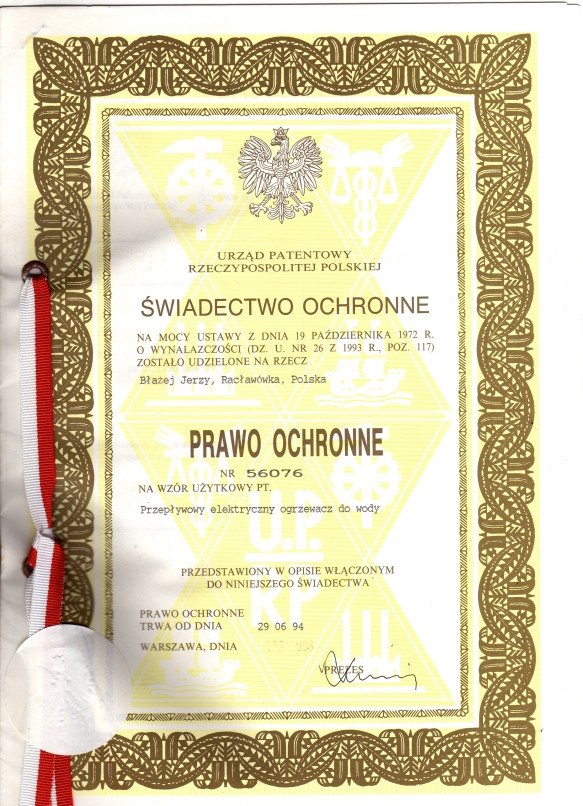 URZĄD PATENTOWY
RZECZYPOSPOLITEJ POLSKIEJ
ŚWIADECTWO OCHRONNE
NA MOCY USTAWY Z DNIA 19 PAŹDZIERNIKA 1972 R.
O WYNALAZCZOŚCI (DZ. U. NR 26 Z 1993 R., POZ. 117)
ZOSTAŁO UDZIELONE NA RZECZ
Błażej Jerzy, Racławówka, Polska
PRAWO OCHRONNE
NR 56076
NA WZÓR UŻYTKOWY PT.
Przepływowy elektryczny ogrzewacz do wody
U.P.
RP
PRZEDSTAWIONY W OPISIE WŁĄCZONYM
DO NINIEJSZEGO ŚWIADECTWA
PRAWO OCHRONNE
TRWA OD DNIA 29 06 94
WARSZAWA, DNIA
PREZES